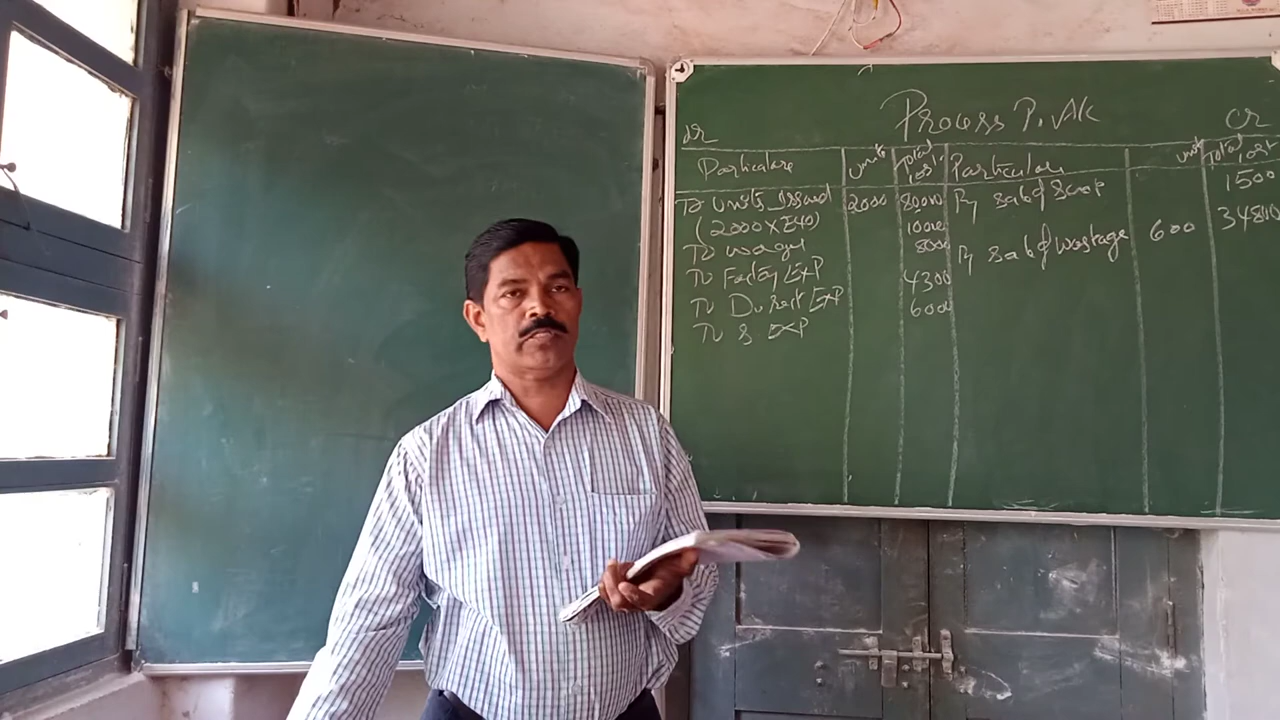 Process P. A/c
Dr Cr
Particulars Units Total Cost Particulars Units Total Cost
To Units Issued 2000 80000 By Sale of Scrap 1500
(2000 X £40)
To wages 8000 By Sale of Wastage 600 34800
To Factory EXP 4300
To Direct EXP 6000
To S. EXP